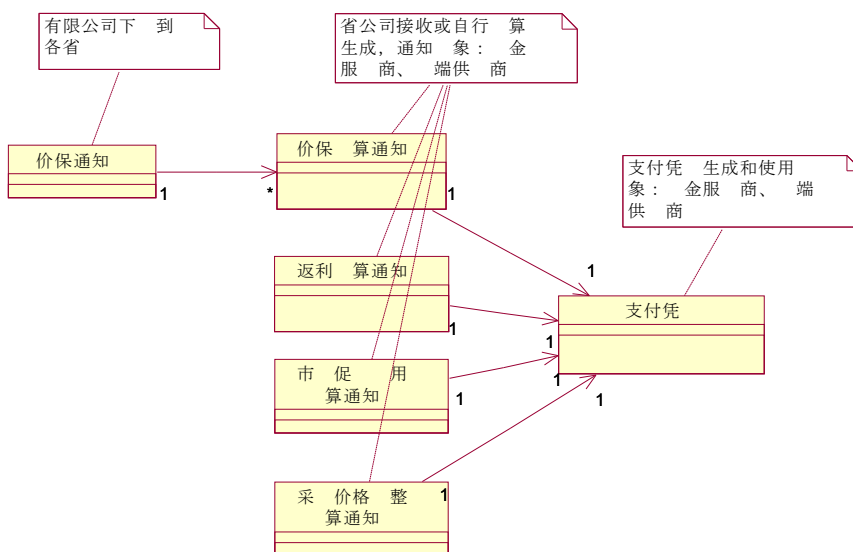 有限公司下 到
各省
省公司接收或自行 算
生成，通知 象： 金
服 商、 端供 商
价保通知
价保 算通知
支付凭 生成和使用
象： 金服 商、 端
供 商
1
*
1
返利 算通知
1
1
支付凭
1
市 促 用
算通知
1
1
1
采 价格 整
算通知
1